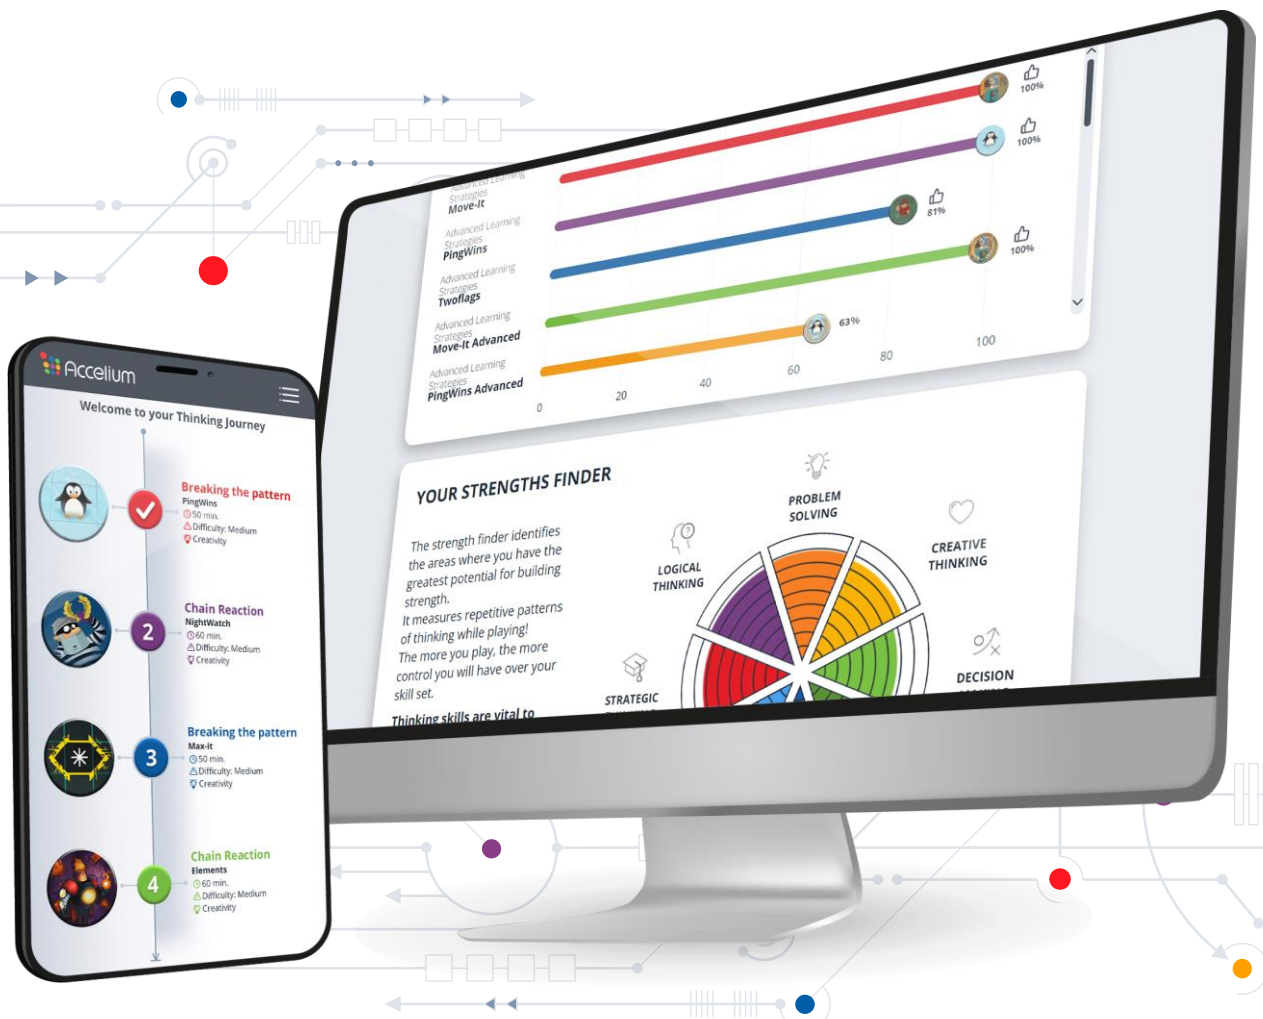 100%
Advanced Learning
Strategies
Move-It
100%
Advanced Learning
Strategies
PingWins
81%
Advanced Learning
Strategies
Twoflags
100%
Advanced Learning
Strategies
Move-It Advanced
63%
Advanced Learning
Strategies
PingWins Advanced
0
20
40
60
80
100
YOUR STRENGTHS FINDER
The strength finder identifies
the areas where you have the
greatest potential for building
strength.
It measures repetitive patterns
of thinking while playing!
The more you play, the more
control you will have over your
skill set.
Thinking skills are vital to
PROBLEM
SOLVING
LOGICAL
THINKING
CREATIVE
THINKING
STRATEGIC
DECISION
Accelium
Welcome to your Thinking Journey
Breaking the pattern
PingWins
50 min.
Difficulty: Medium
Creativity
2
Chain Reaction
NightWatch
60 min.
Difficulty: Medium
Creativity
3
Breaking the pattern
Max-it
50 min.
Difficulty: Medium
Creativity
4
Chain Reaction
Elements
60 min.
Difficulty: Medium
Creativity